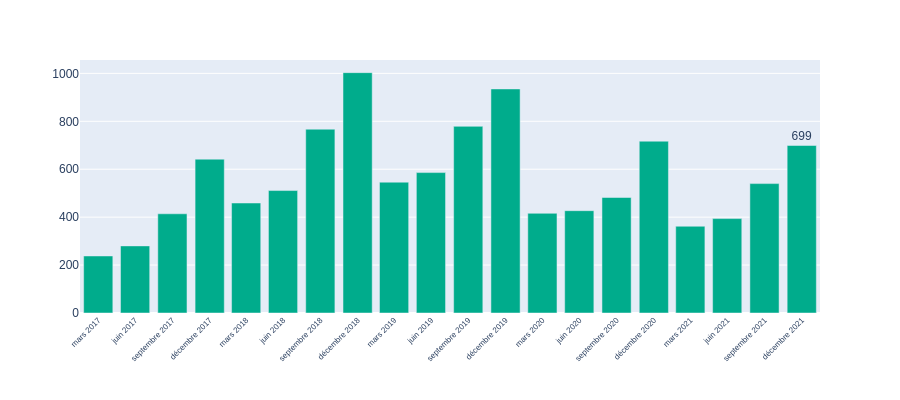 1000
800
600
400
200
0
699
mars 2017
juin 2017
septembre 2017
décembre 2017
mars 2018
juin 2018
septembre 2018
décembre 2018
mars 2019
juin 2019
septembre 2019
décembre 2019
mars 2020
juin 2020
septembre 2020
décembre 2020
mars 2021
juin 2021
septembre 2021
décembre 2021